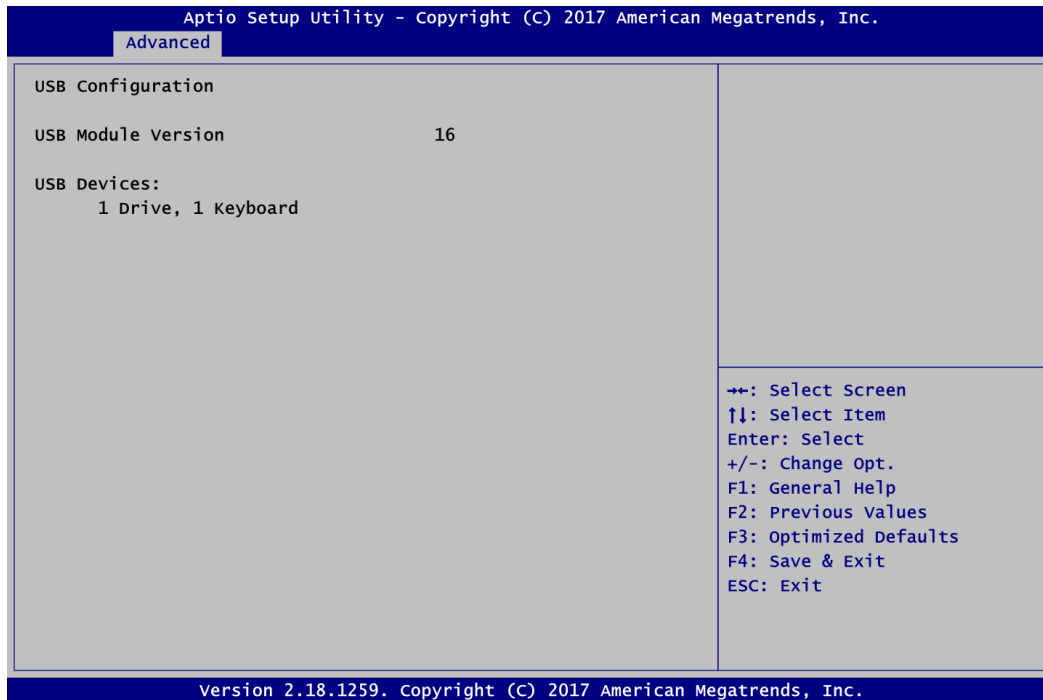 Aptio Setup Utility - Copyright (C) 2017 American Megatrends, Inc.
Advanced
USB Configuration
USB Module Version 16
USB Devices:
1 Drive, 1 Keyboard
→←: Select Screen
↑↓: Select Item
Enter: Select
+/-: Change Opt.
F1: General Help
F2: Previous Values
F3: Optimized Defaults
F4: Save & Exit
ESC: Exit
Version 2.18.1259. Copyright (C) 2017 American Megatrends, Inc.